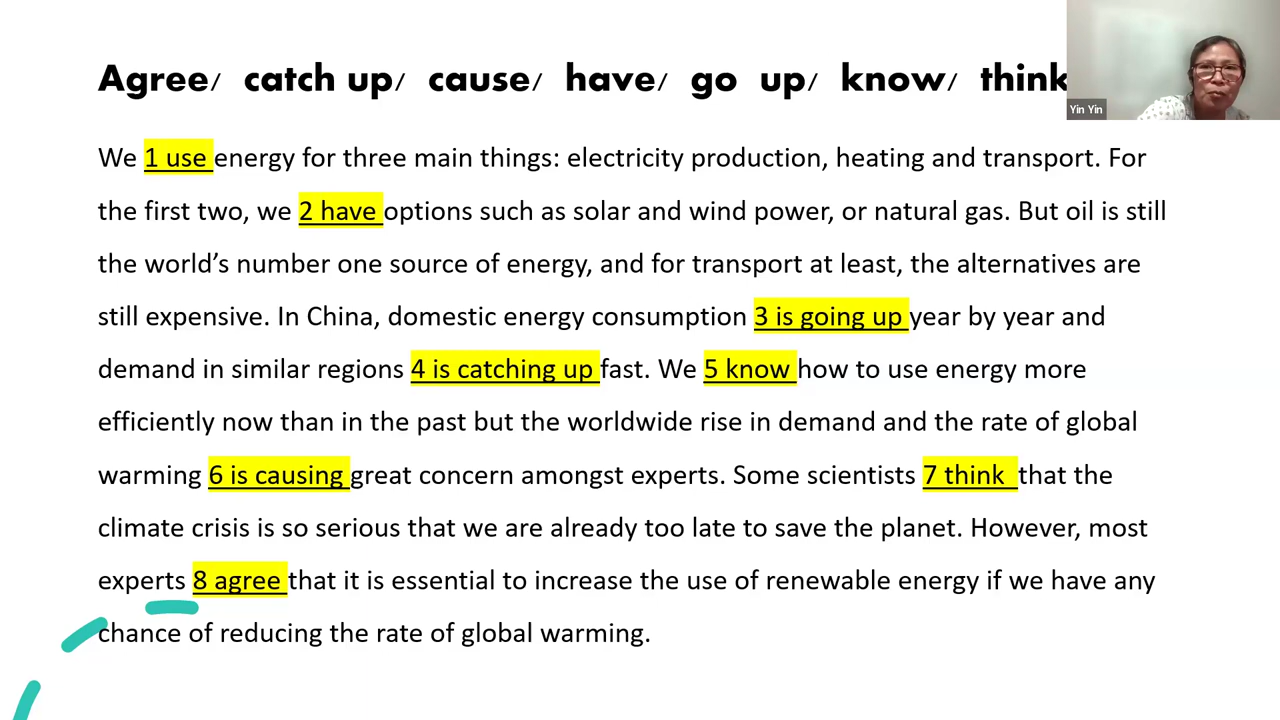 Agree/ catch up/ cause/ have/ go up/ know/ think
Yin Yin
We 1 use energy for three main things: electricity production, heating and transport. For
the first two, we 2 have options such as solar and wind power, or natural gas. But oil is still
the world’s number one source of energy, and for transport at least, the alternatives are
still expensive. In China, domestic energy consumption 3 is going up year by year and
demand in similar regions 4 is catching up fast. We 5 know how to use energy more
efficiently now than in the past but the worldwide rise in demand and the rate of global
warming 6 is causing great concern amongst experts. Some scientists 7 think that the
climate crisis is so serious that we are already too late to save the planet. However, most
experts 8 agree that it is essential to increase the use of renewable energy if we have any
chance of reducing the rate of global warming.